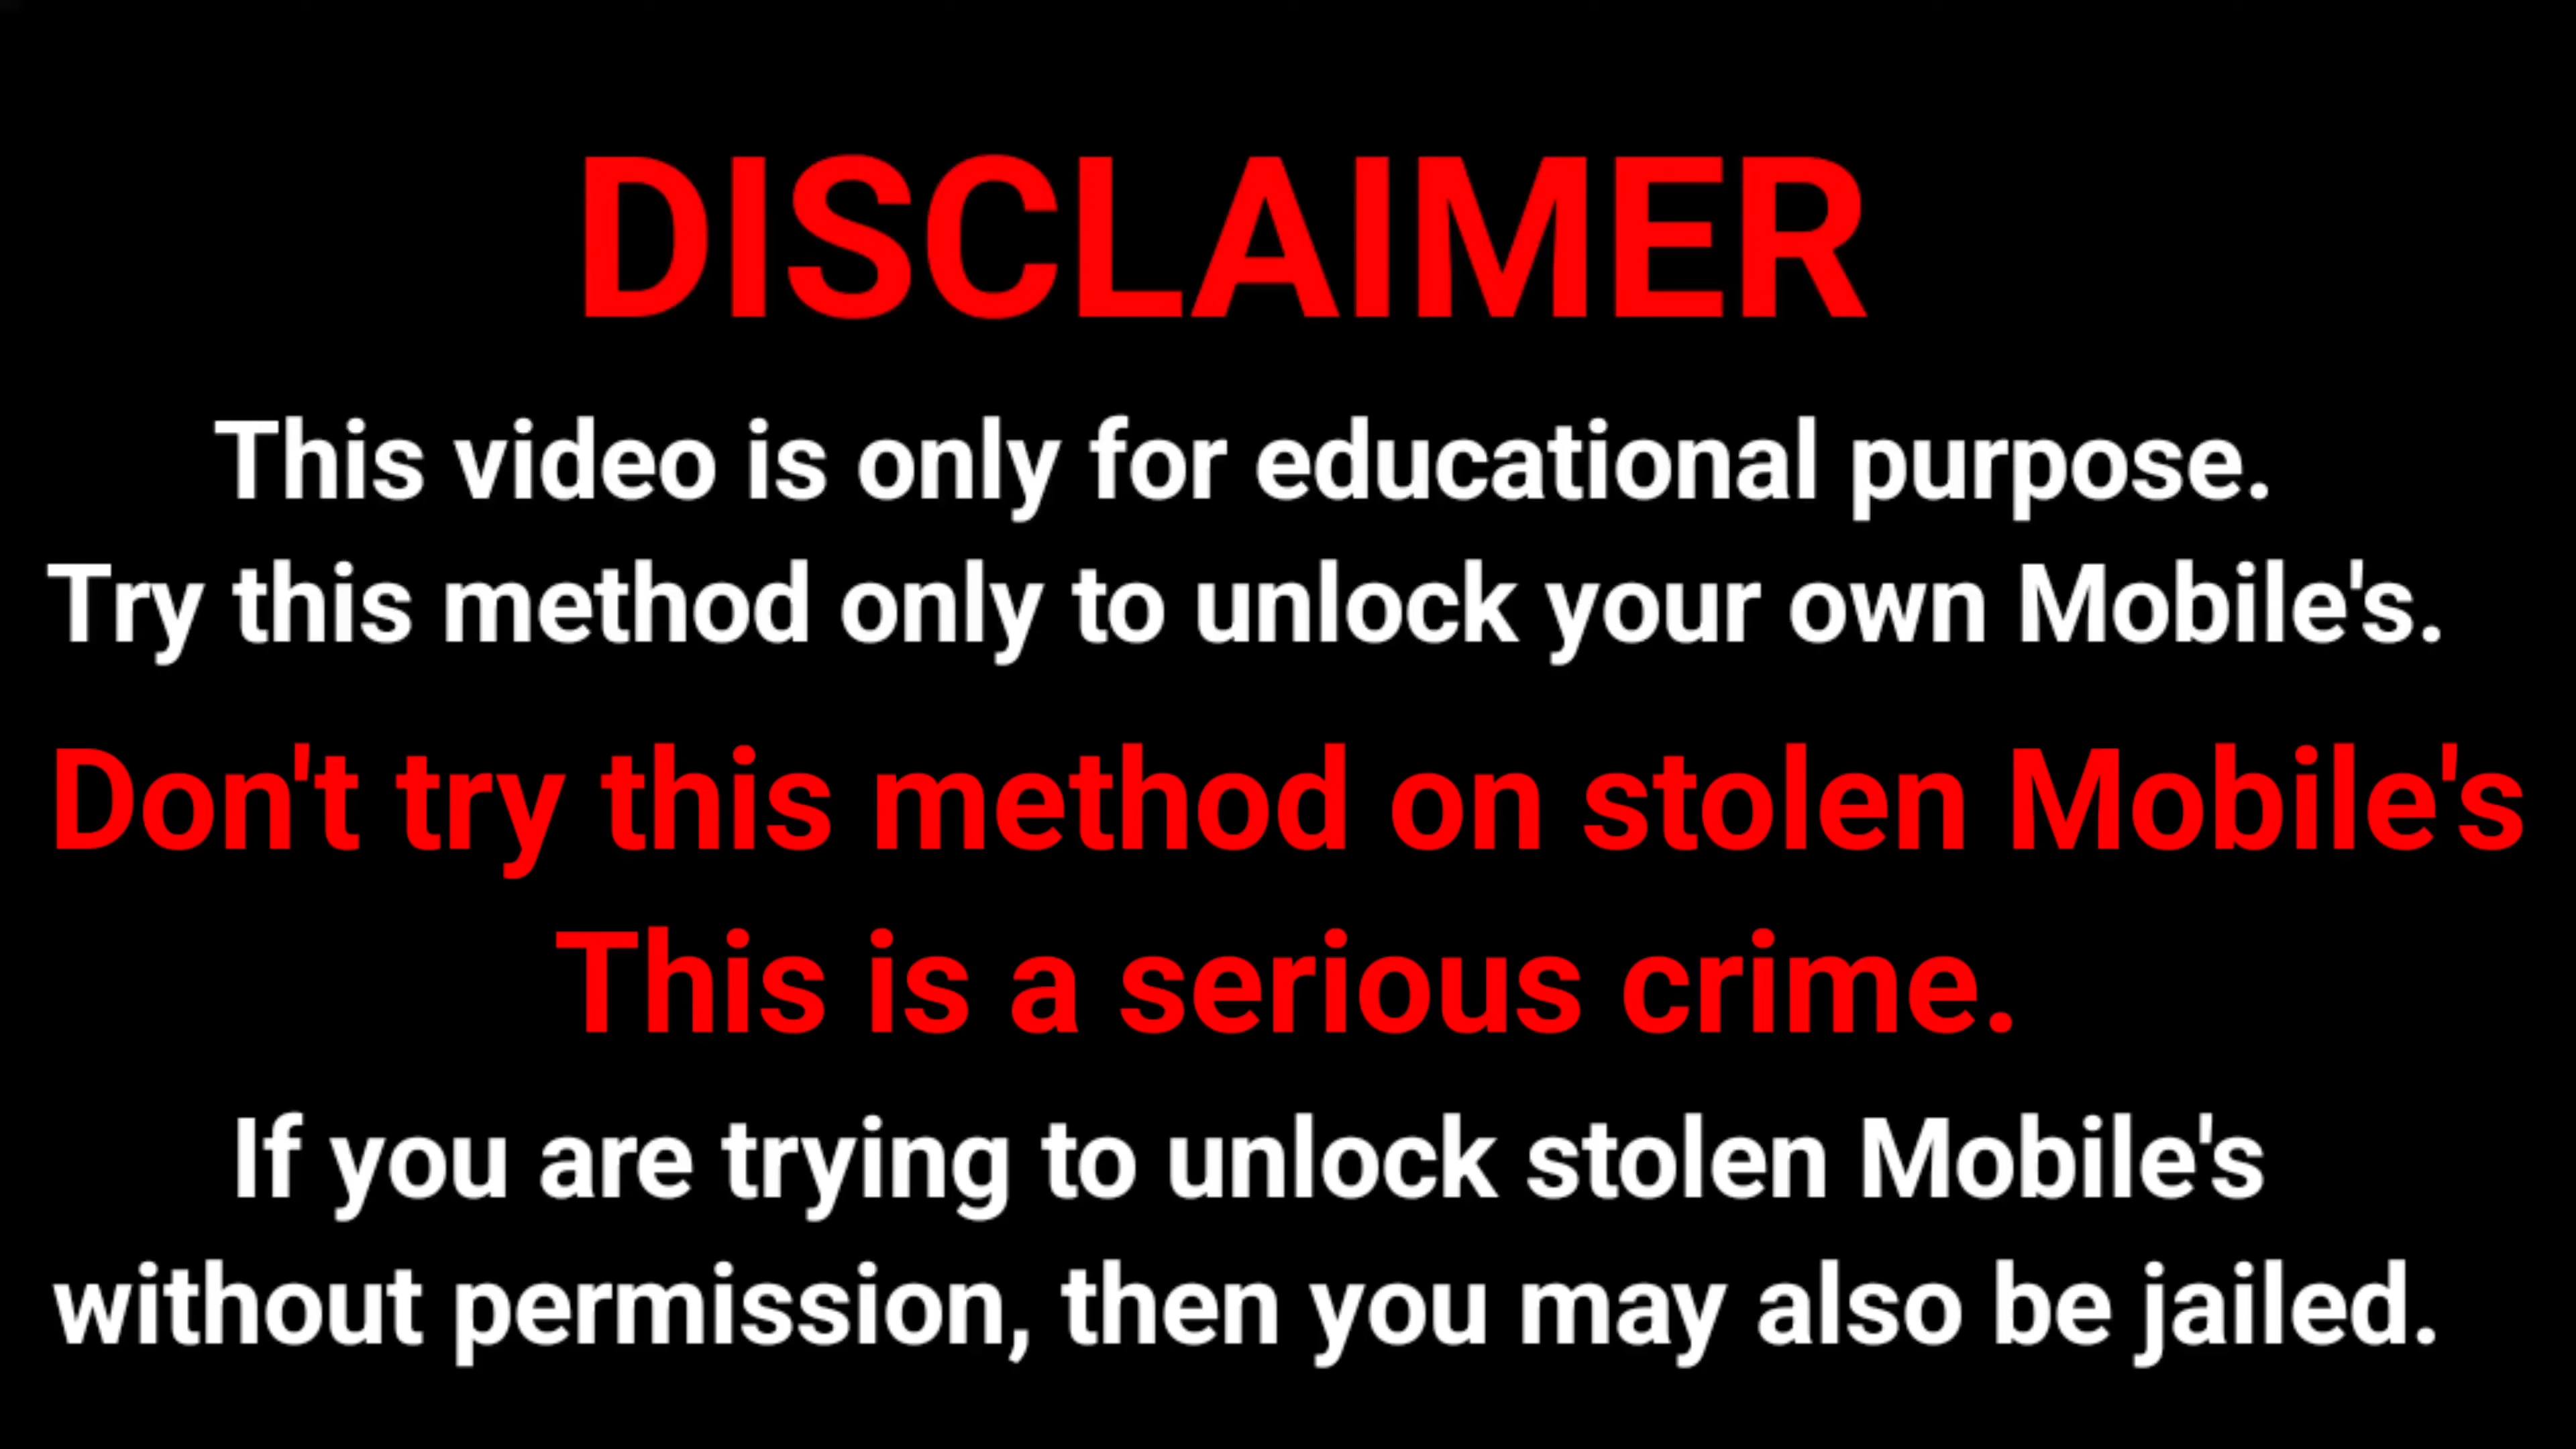 DISCLAIMER
This video is only for educational purpose.
Try this method only to unlock your own Mobile's.
Don't try this method on stolen Mobile's
This is a serious crime.
If you are trying to unlock stolen Mobile's
without permission, then you may also be jailed.